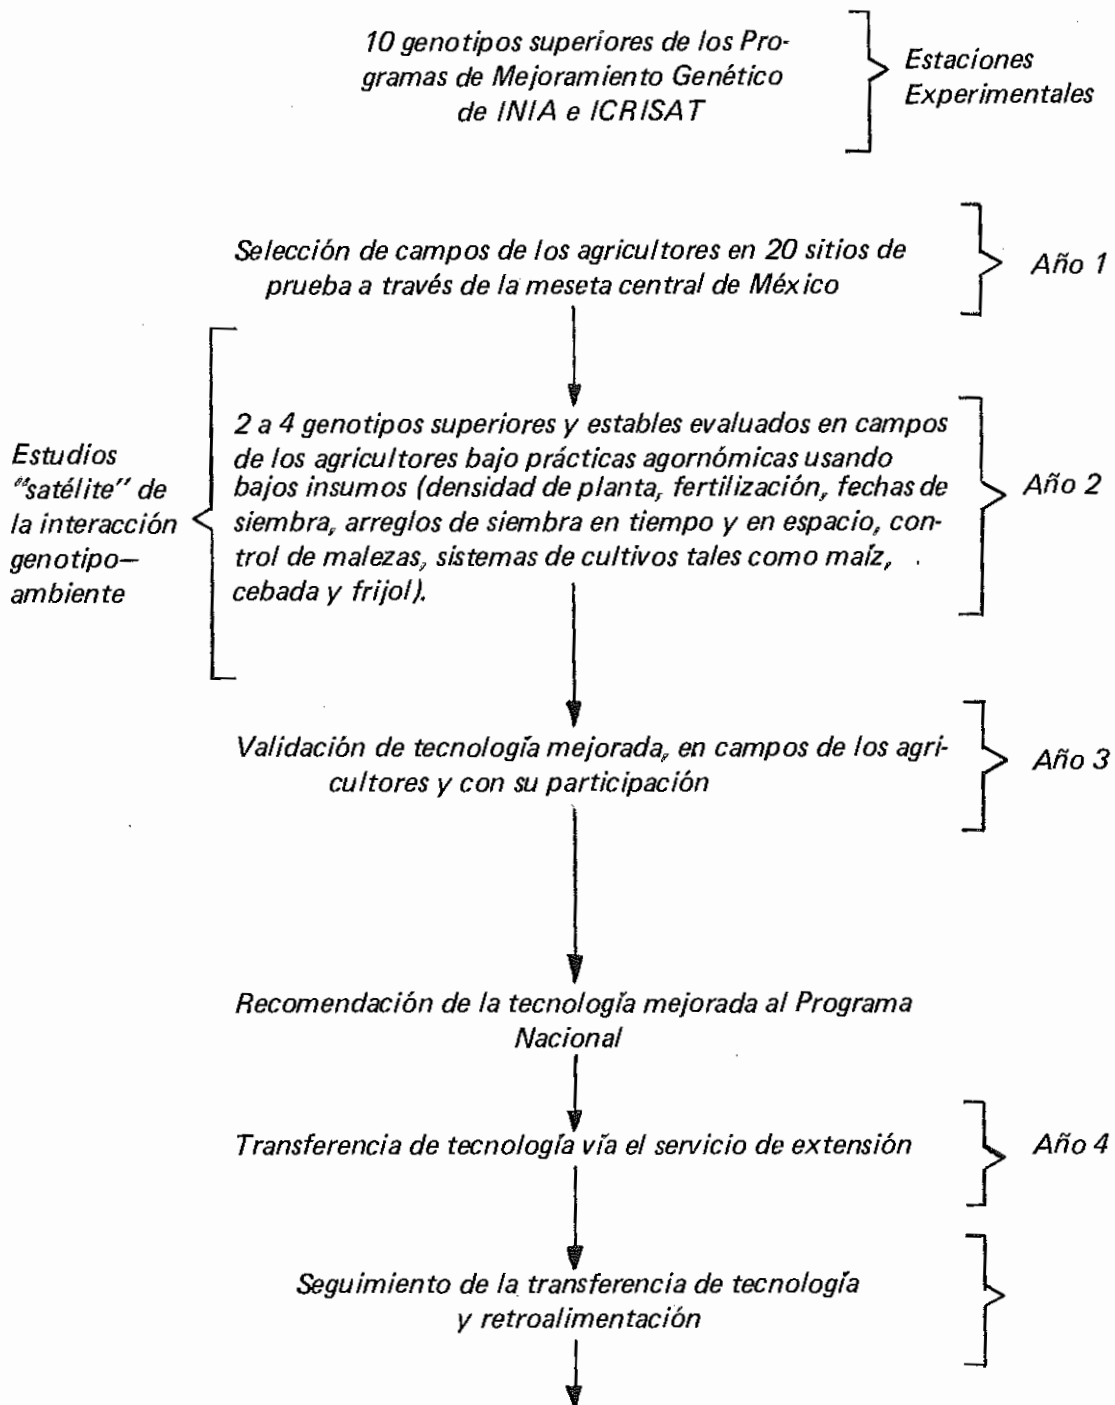 10 genotipos superiores de los Pro-
gramas de Mejoramiento Genético
de INIA e ICRISAT
Estaciones
Experimentales
Selección de campos de los agricultores en 20 sitios de
prueba a través de la meseta central de México
Año 1
Estudios
"satélite" de
la interacción
genotipo—
ambiente
2 a 4 genotipos superiores y estables evaluados en campos
de los agricultores bajo prácticas agornómicas usando
bajos insumos (densidad de planta, fertilización, fechas de
siembra, arreglos de siembra en tiempo y en espacio, con-
trol de malezas, sistemas de cultivos tales como maíz,
cebada y frijol).
Año 2
Validación de tecnología mejorada, en campos de los agri-
cultores y con su participación
Año 3
Recomendación de la tecnología mejorada al Programa
Nacional
Transferencia de tecnología vía el servicio de extensión
Año 4
Seguimiento de la transferencia de tecnología
y retroalimentación